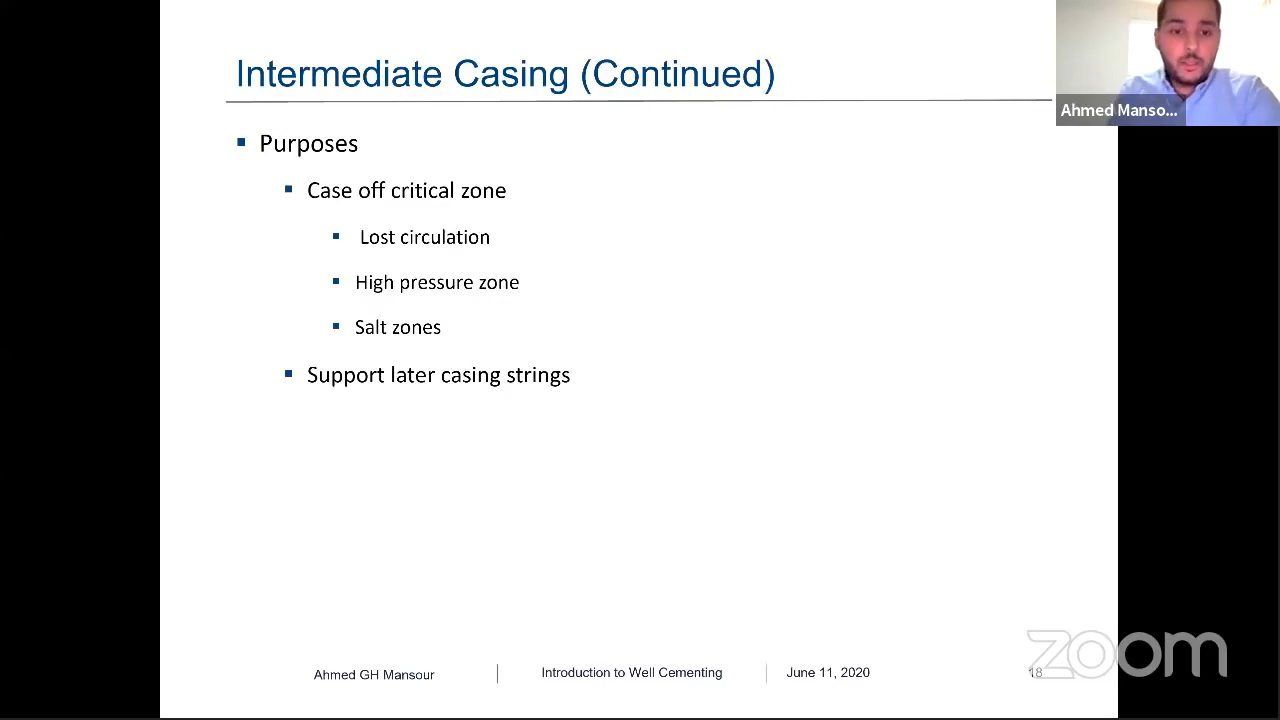 Intermediate Casing (Continued)
Ahmed Manso...
Purposes
Case off critical zone
Lost circulation
High pressure zone
Salt zones
Support later casing strings
Ahmed GH Mansour
Introduction to Well Cementing
June 11, 2020
18
zoom